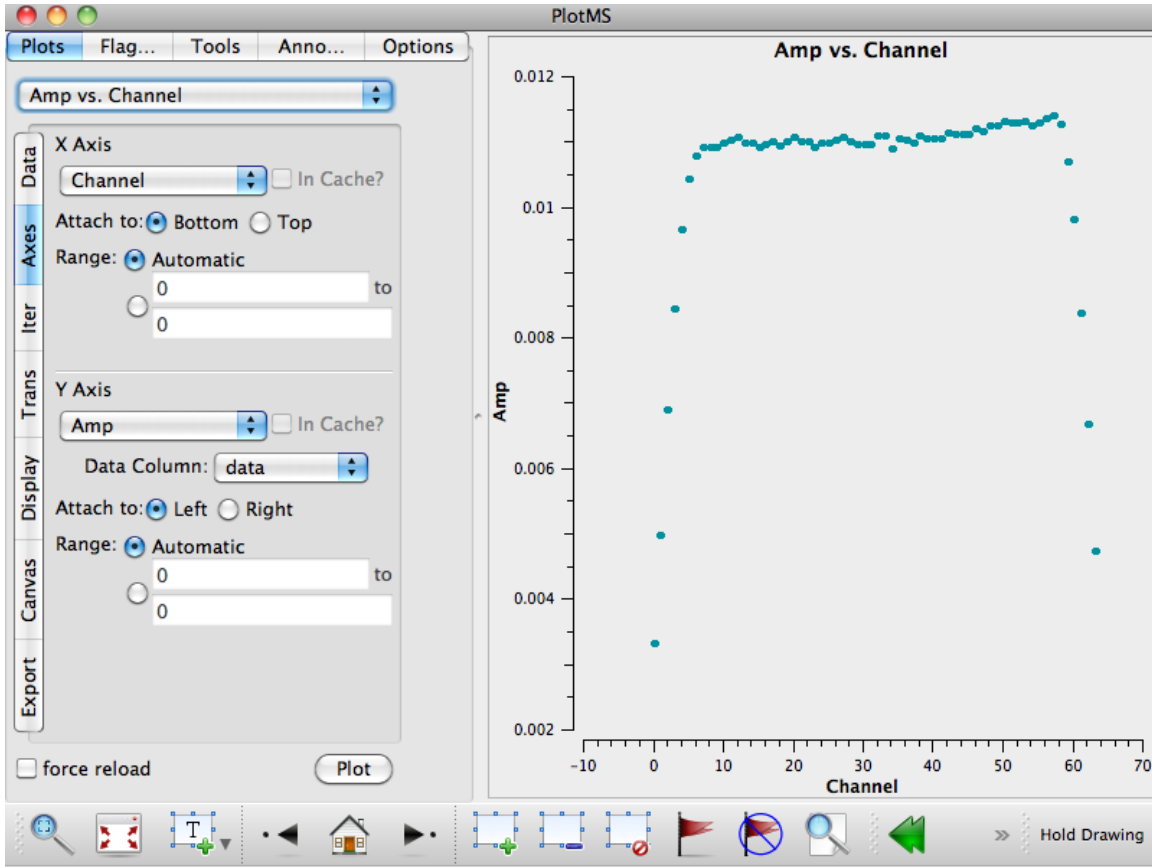 PlotMS
Plots Flag... Tools Anno... Options
Amp vs. Channel
Data
Axes
Iter
Trans
Display
Canvas
Export
X Axis
Channel In Cache?
Attach to: Bottom Top
Range: Automatic
0 to
0
Y Axis
Amp In Cache?
Data Column: data
Attach to: Left Right
Range: Automatic
0 to
0
force reload Plot
Amp vs. Channel
0.012
0.01
0.008
0.006
0.004
0.002
Amp
-10 0 10 20 30 40 50 60 70
Channel
T
» Hold Drawing